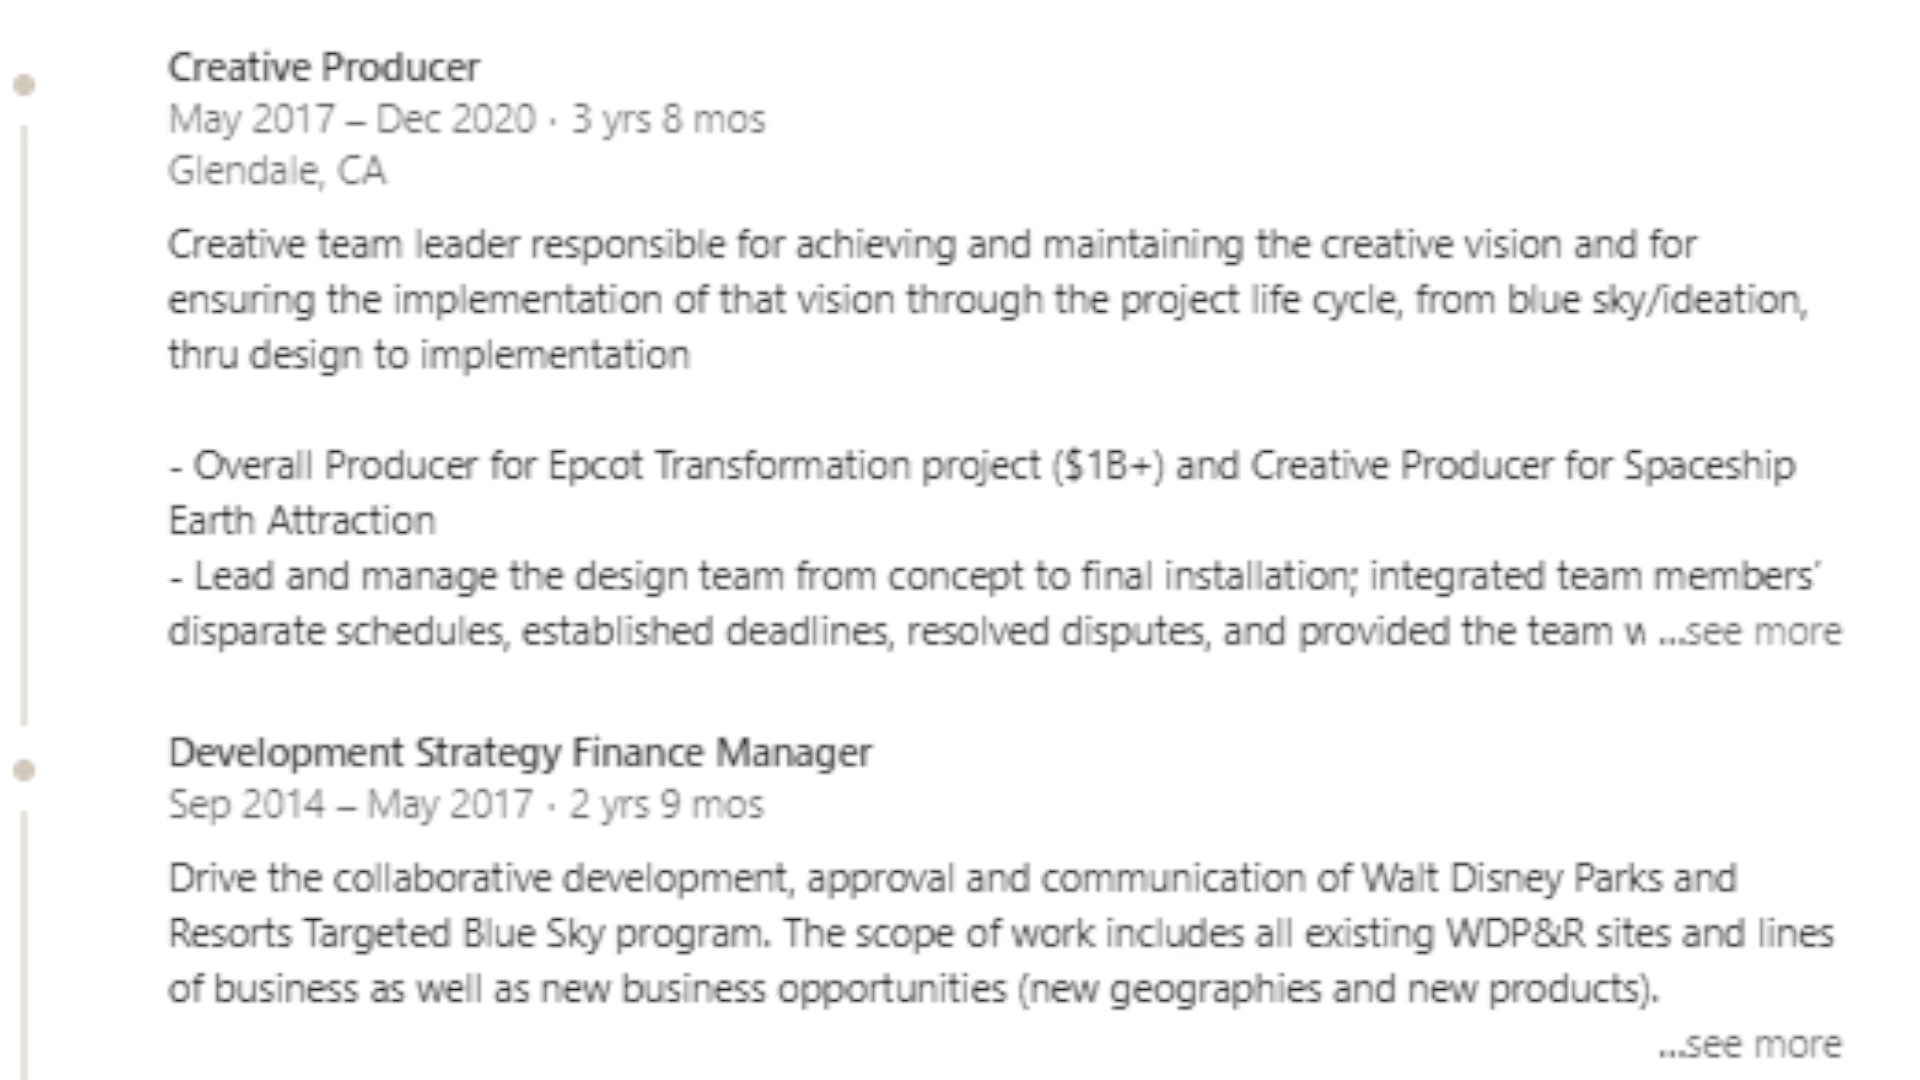 Creative Producer
May 2017 – Dec 2020 · 3 yrs 8 mos
Glendale, CA
Creative team leader responsible for achieving and maintaining the creative vision and for
ensuring the implementation of that vision through the project life cycle, from blue sky/ideation,
thru design to implementation
- Overall Producer for Epcot Transformation project ($1B+) and Creative Producer for Spaceship
Earth Attraction
- Lead and manage the design team from concept to final installation; integrated team members’
disparate schedules, established deadlines, resolved disputes, and provided the team w ...see more
Development Strategy Finance Manager
Sep 2014 – May 2017 · 2 yrs 9 mos
Drive the collaborative development, approval and communication of Walt Disney Parks and
Resorts Targeted Blue Sky program. The scope of work includes all existing WDP&R sites and lines
of business as well as new business opportunities (new geographies and new products).
...see more